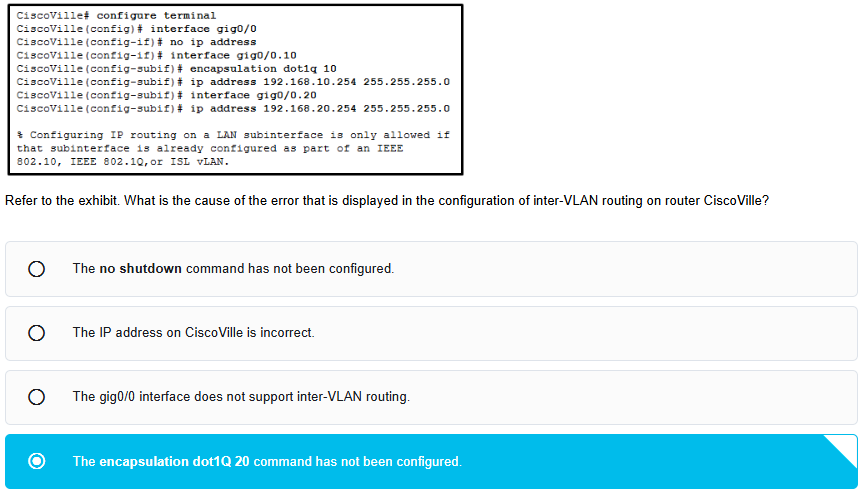 CiscoVille# configure terminal
CiscoVille(config)# interface gig0/0
CiscoVille(config-if)# no ip address
CiscoVille(config-if)# interface gig0/0.10
CiscoVille(config-subif)# encapsulation dot1q 10
CiscoVille(config-subif)# ip address 192.168.10.254 255.255.255.0
CiscoVille(config-subif)# interface gig0/0.20
CiscoVille(config-subif)# ip address 192.168.20.254 255.255.255.0
% Configuring IP routing on a LAN subinterface is only allowed if
that subinterface is already configured as part of an IEEE
802.10, IEEE 802.1Q,or ISL vLAN.
Refer to the exhibit. What is the cause of the error that is displayed in the configuration of inter-VLAN routing on router CiscoVille?
The no shutdown command has not been configured.
The IP address on CiscoVille is incorrect.
The gig0/0 interface does not support inter-VLAN routing.
The encapsulation dot1Q 20 command has not been configured.